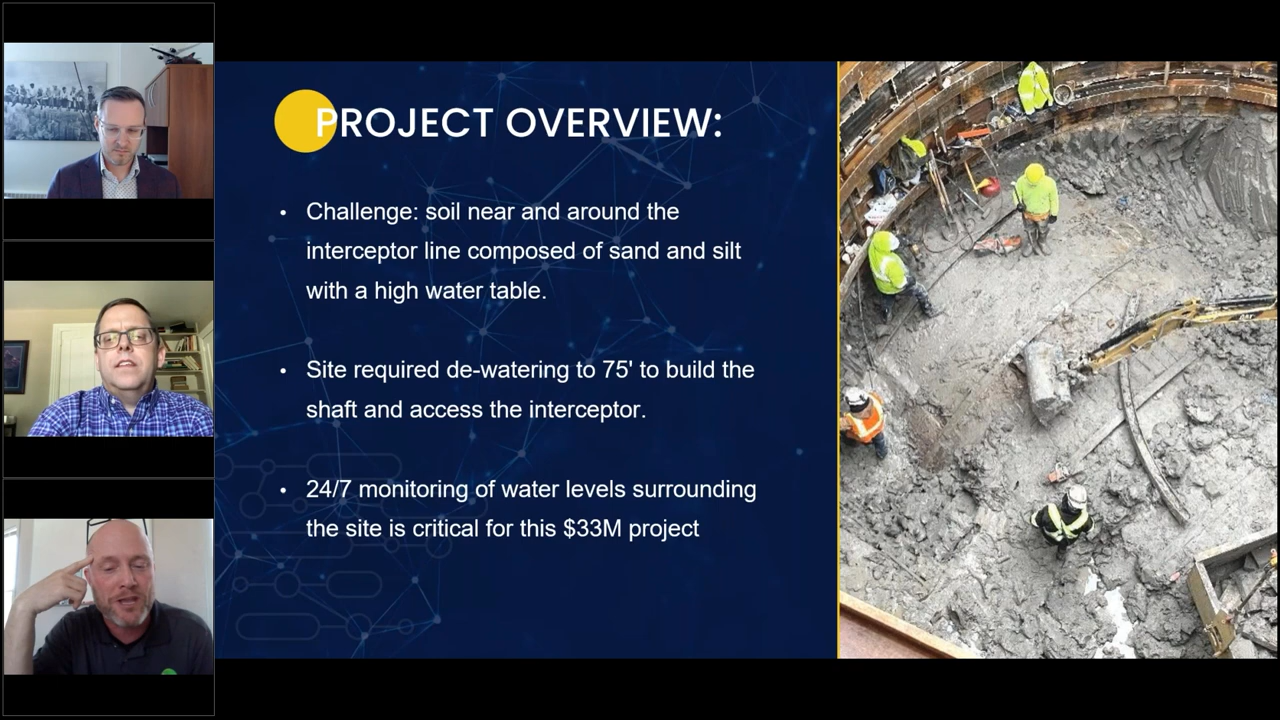 PROJECT OVERVIEW:
• Challenge: soil near and around the
interceptor line composed of sand and silt
with a high water table.
• Site required de-watering to 75' to build the
shaft and access the interceptor.
• 24/7 monitoring of water levels surrounding
the site is critical for this $33M project